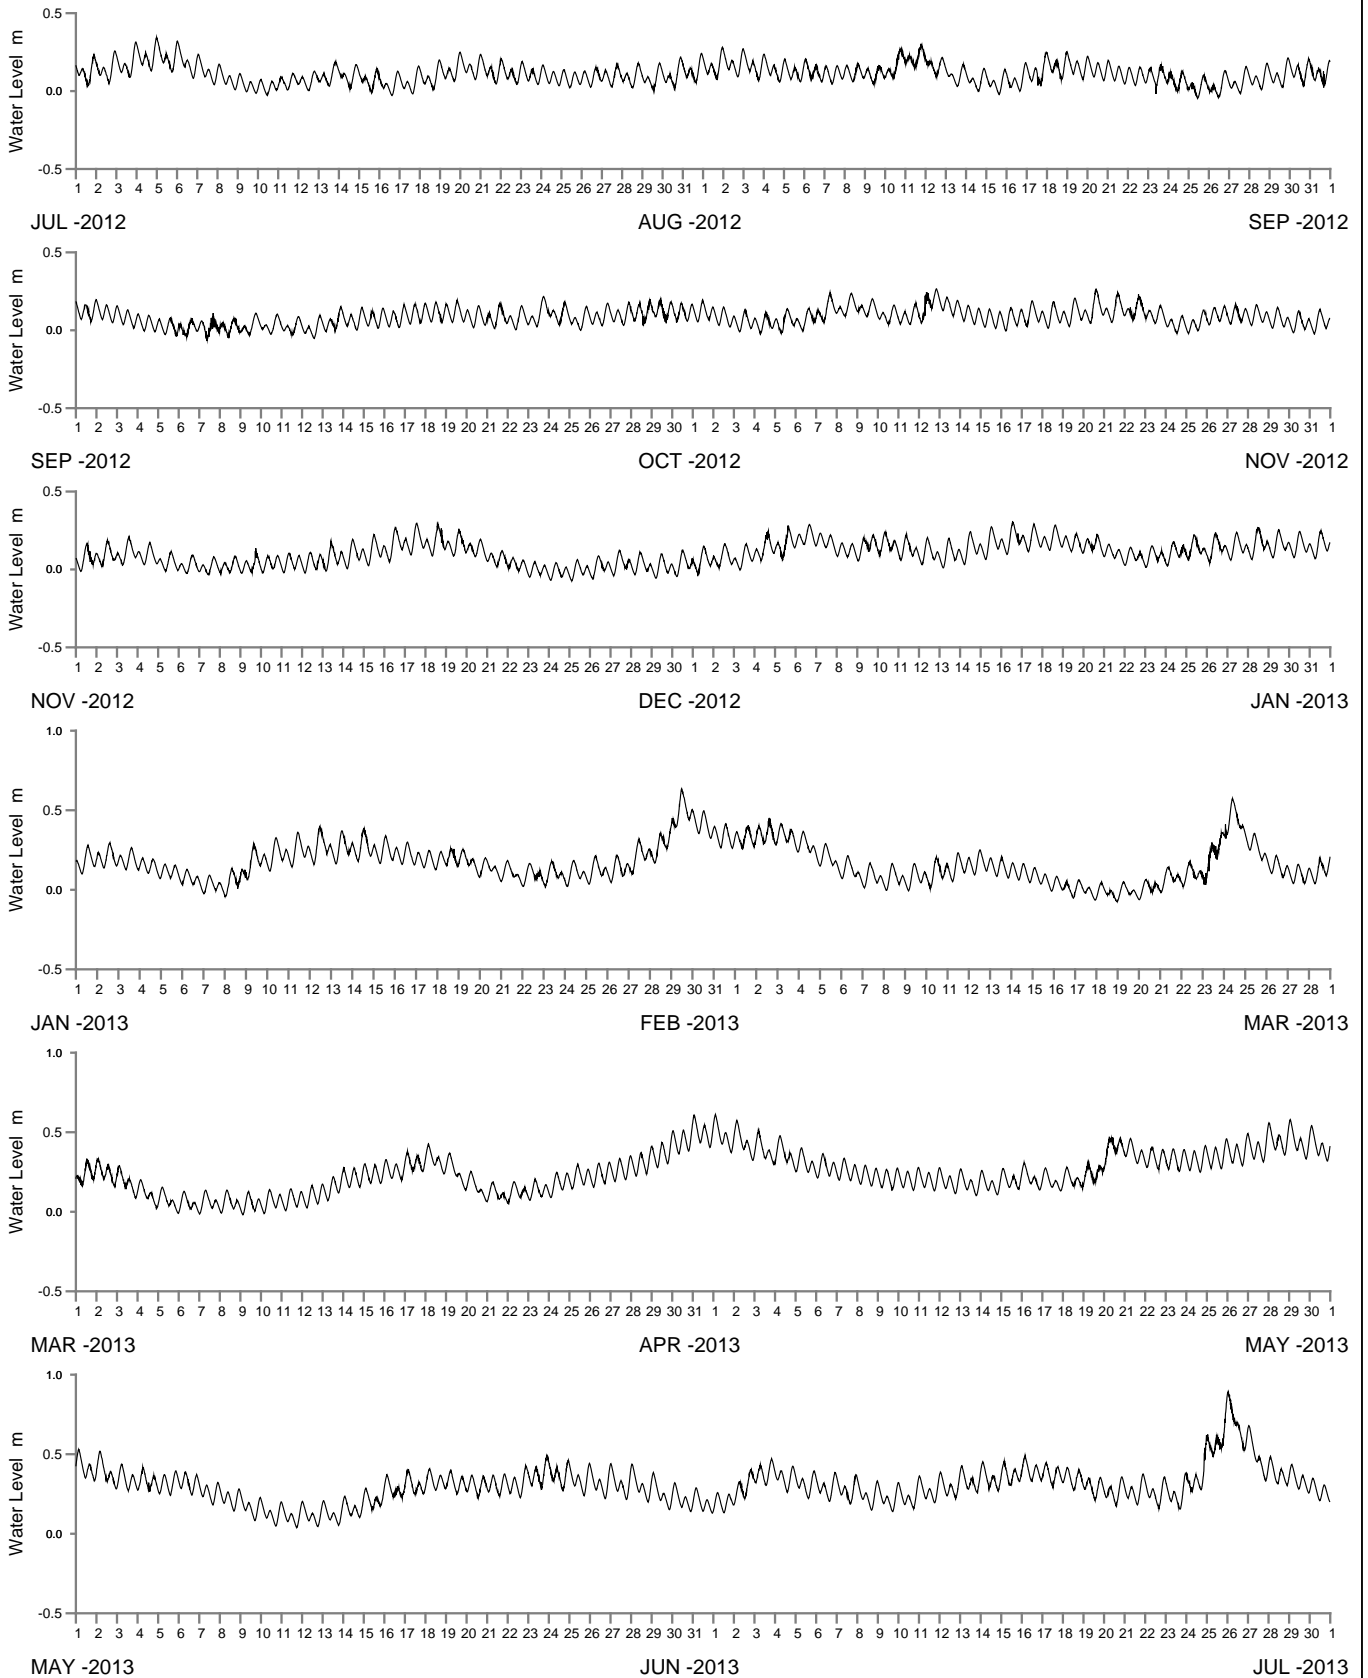 0.5
Water Level m
0.0
-0.5
1 2 3 4 5 6 7 8 9 10 11 12 13 14 15 16 17 18 19 20 21 22 23 24 25 26 27 28 29 30 31 1 2 3 4 5 6 7 8 9 10 11 12 13 14 15 16 17 18 19 20 21 22 23 24 25 26 27 28 29 30 31 1
JUL -2012 AUG -2012 SEP -2012
0.5
Water Level m
0.0
-0.5
1 2 3 4 5 6 7 8 9 10 11 12 13 14 15 16 17 18 19 20 21 22 23 24 25 26 27 28 29 30 1 2 3 4 5 6 7 8 9 10 11 12 13 14 15 16 17 18 19 20 21 22 23 24 25 26 27 28 29 30 31 1
SEP -2012 OCT -2012 NOV -2012
0.5
Water Level m
0.0
-0.5
1 2 3 4 5 6 7 8 9 10 11 12 13 14 15 16 17 18 19 20 21 22 23 24 25 26 27 28 29 30 1 2 3 4 5 6 7 8 9 10 11 12 13 14 15 16 17 18 19 20 21 22 23 24 25 26 27 28 29 30 31 1
NOV -2012 DEC -2012 JAN -2013
1.0
0.5
Water Level m
0.0
-0.5
1 2 3 4 5 6 7 8 9 10 11 12 13 14 15 16 17 18 19 20 21 22 23 24 25 26 27 28 29 30 31 1 2 3 4 5 6 7 8 9 10 11 12 13 14 15 16 17 18 19 20 21 22 23 24 25 26 27 28 1
JAN -2013 FEB -2013 MAR -2013
1.0
0.5
Water Level m
0.0
-0.5
1 2 3 4 5 6 7 8 9 10 11 12 13 14 15 16 17 18 19 20 21 22 23 24 25 26 27 28 29 30 31 1 2 3 4 5 6 7 8 9 10 11 12 13 14 15 16 17 18 19 20 21 22 23 24 25 26 27 28 29 30 1
MAR -2013 APR -2013 MAY -2013
1.0
0.5
Water Level m
0.0
-0.5
1 2 3 4 5 6 7 8 9 10 11 12 13 14 15 16 17 18 19 20 21 22 23 24 25 26 27 28 29 30 31 1 2 3 4 5 6 7 8 9 10 11 12 13 14 15 16 17 18 19 20 21 22 23 24 25 26 27 28 29 30 1
MAY -2013 JUN -2013 JUL -2013